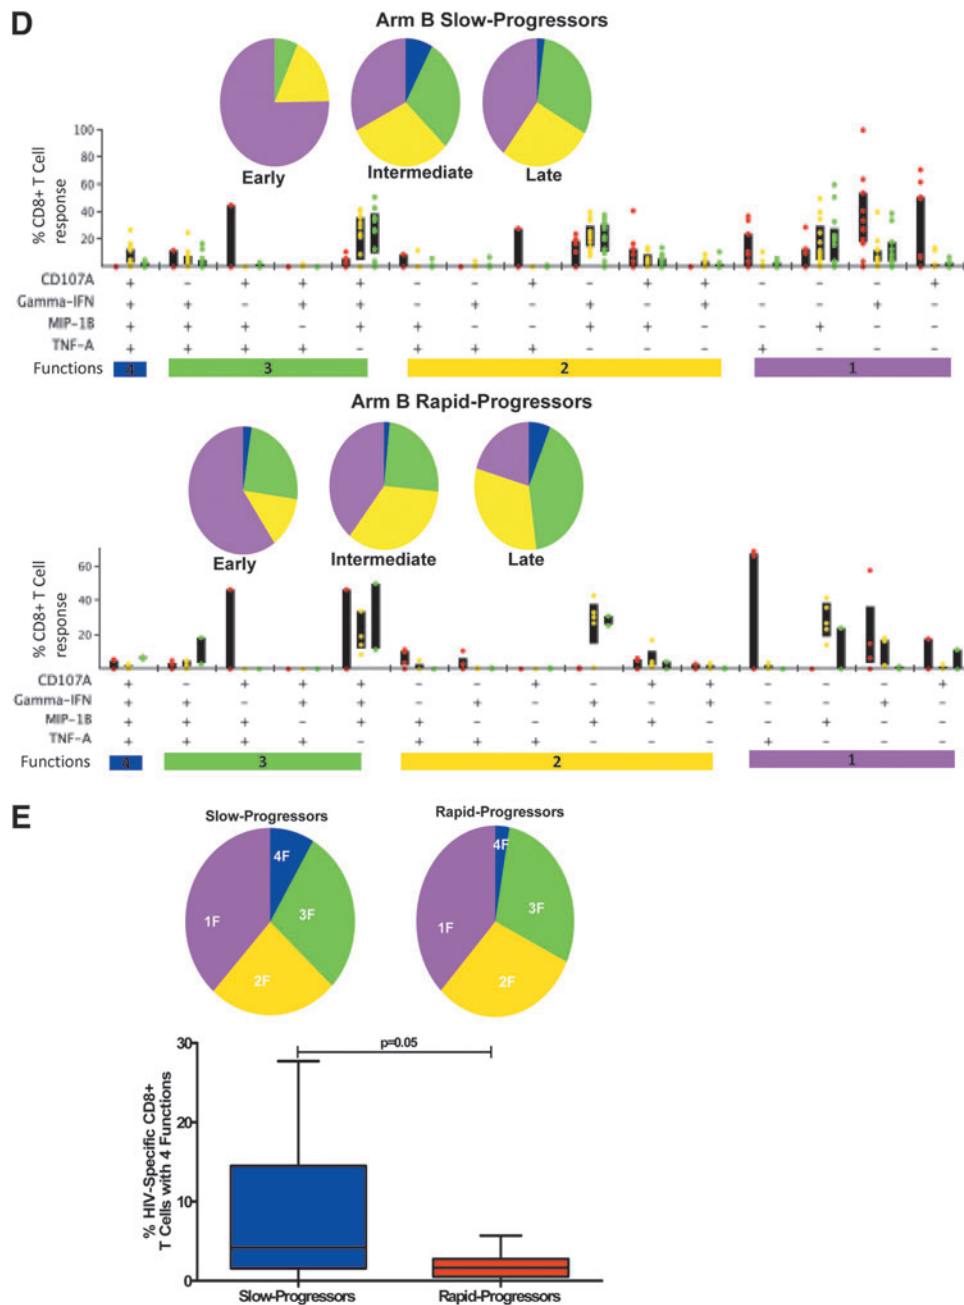 D
Arm B Slow-Progressors
Early
Intermediate
Late
% CD8+ T Cell
response
100
80
60
40
20
CD107A + - + + + - - + - + + - - - +
Gamma-IFN + + - + + - + - + - + - - + -
MIP-1B + + + - + + - - + + - - + - -
TNF-A + + + + - + + + - - - + - - -
Functions 4 3 2 1
Arm B Rapid-Progressors
Early
Intermediate
Late
% CD8+ T Cell
response
60
40
20
CD107A + - + + + - - + - + + - - - +
Gamma-IFN + + - + + - + - + - + - - + -
MIP-1B + + + - + + - - + + - - + - -
TNF-A + + + + - + + + - - - + - - -
Functions 4 3 2 1
E
Slow-Progressors
Rapid-Progressors
4F
3F
2F
1F
4F
3F
2F
1F
% HIV-Specific CD8+
T Cells with 4 Functions
30
20
10
0
p=0.05
Slow-Progressors
Rapid-Progressors